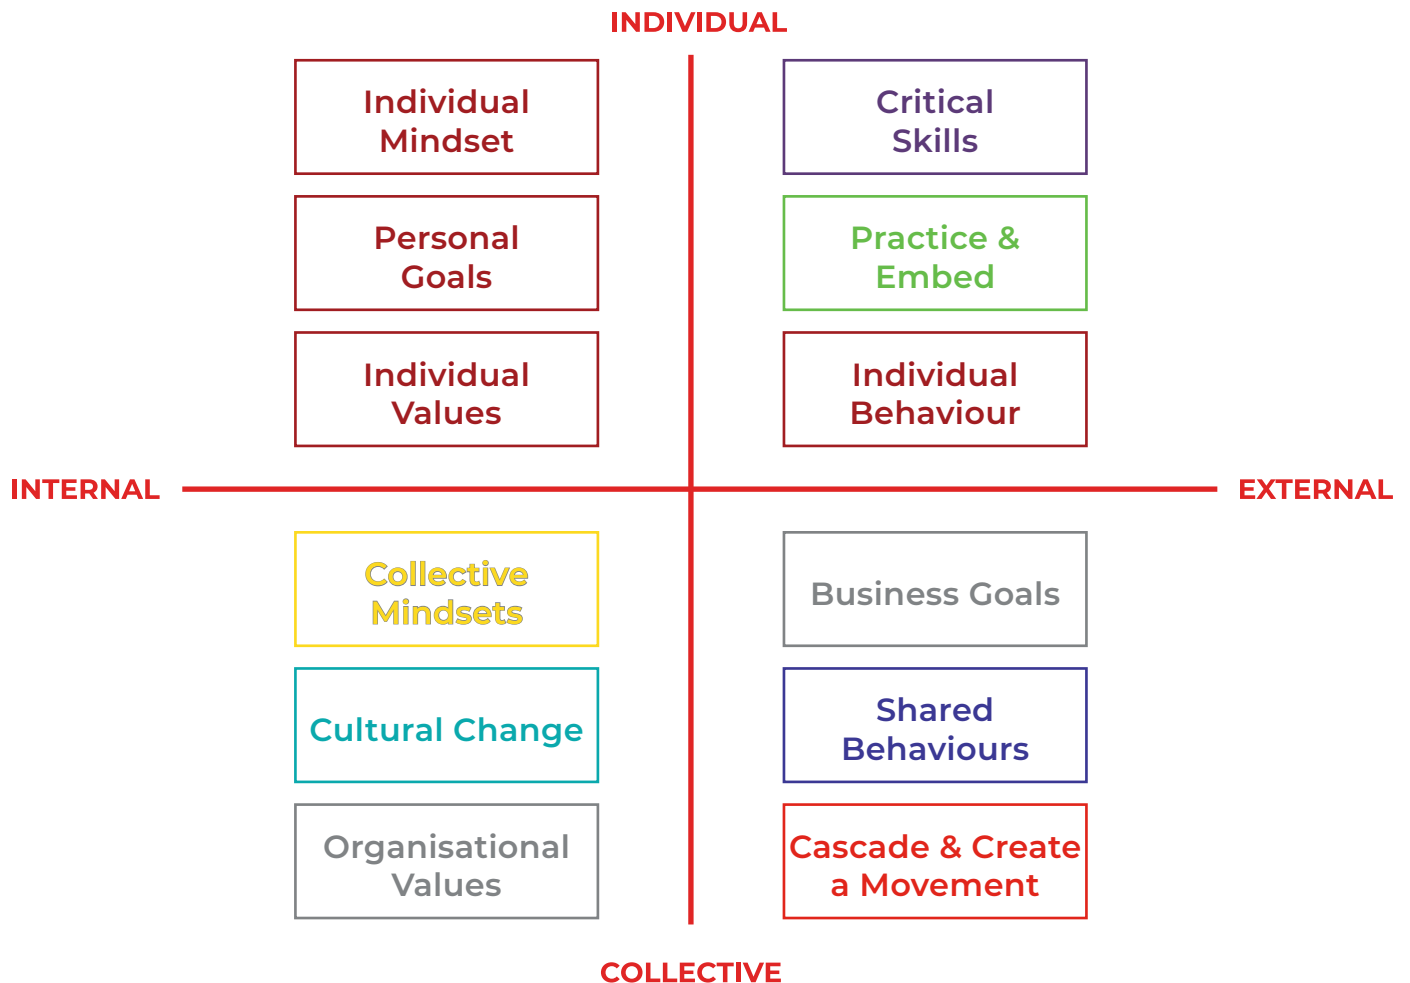 INDIVIDUAL
Individual
Mindset
Critical
Skills
Personal
Goals
Practice &
Embed
Individual
Values
Individual
Behaviour
INTERNAL
EXTERNAL
Collective
Mindsets
Business Goals
Cultural Change
Shared
Behaviours
Organisational
Values
Cascade & Create
a Movement
COLLECTIVE